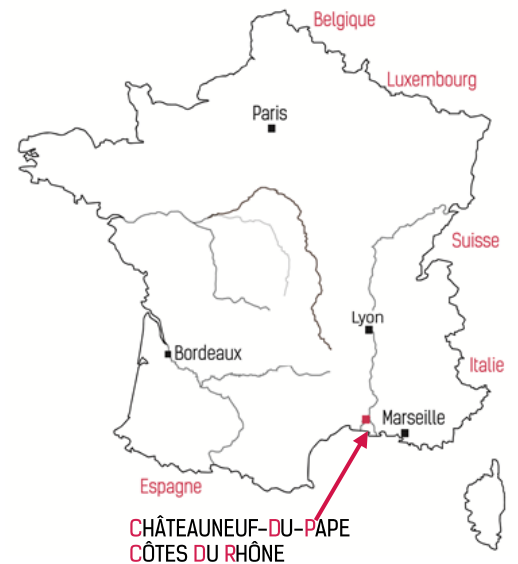 Belgique
Luxembourg
Paris
Suisse
Lyon
Bordeaux
Italie
Marseille
Espagne
CHÂTEAUNEUF-DU-PAPE
CÔTES DU RHÔNE